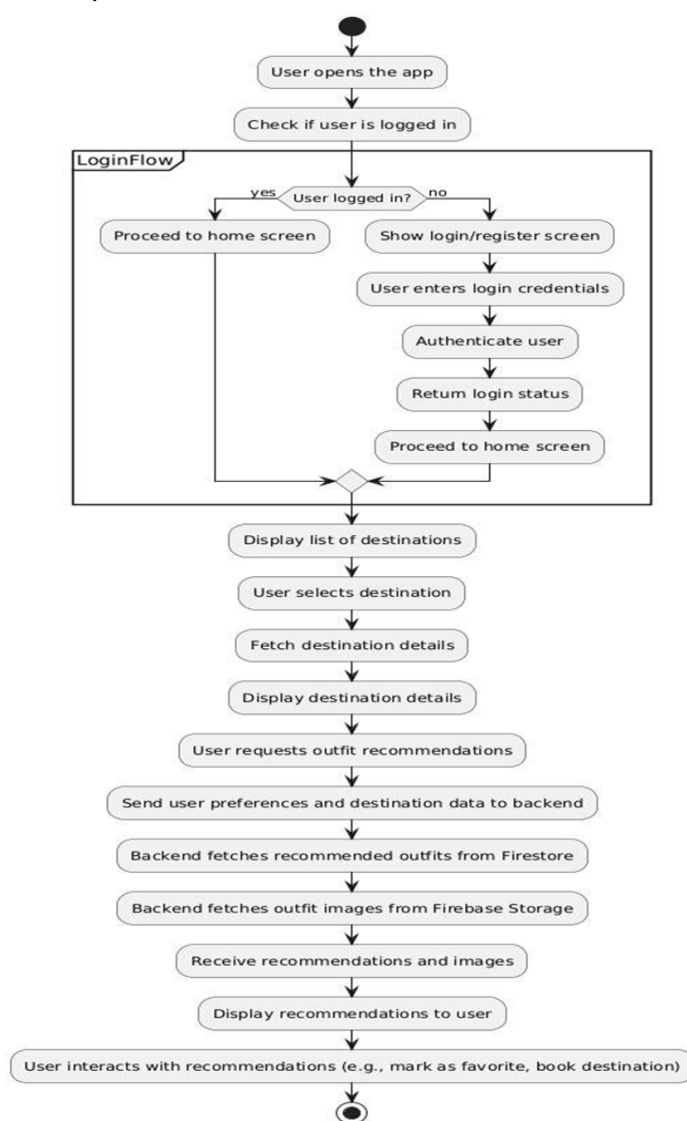 User opens the app
Check if user is logged in
LoginFlow
yes
User logged in?
no
Proceed to home screen
Show login/register screen
User enters login credentials
Authenticate user
Return login status
Proceed to home screen
Display list of destinations
User selects destination
Fetch destination details
Display destination details
User requests outfit recommendations
Send user preferences and destination data to backend
Backend fetches recommended outfits from Firestore
Backend fetches outfit images from Firebase Storage
Receive recommendations and images
Display recommendations to user
User interacts with recommendations (e.g., mark as favorite, book destination)